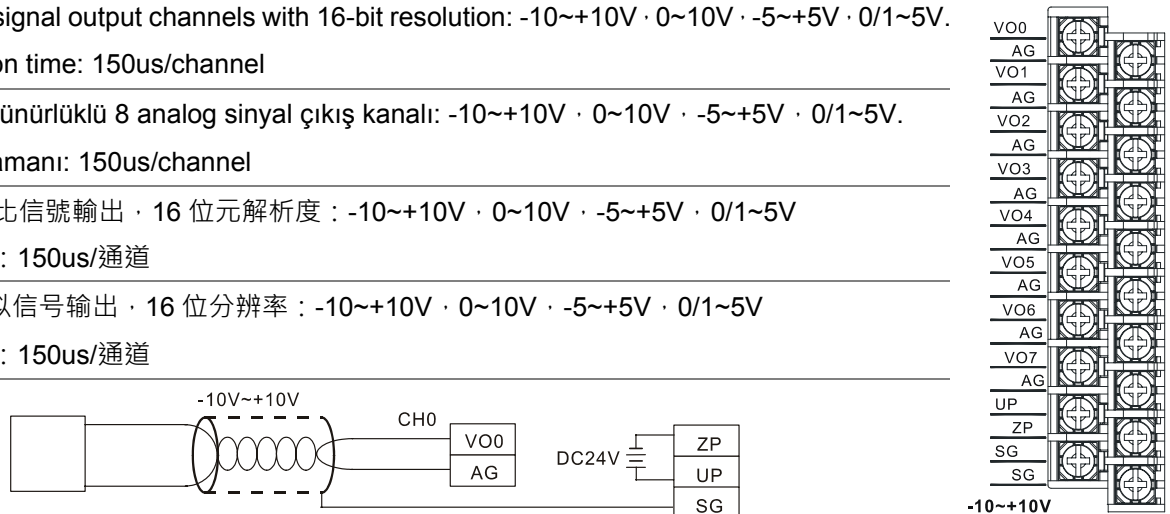 signal output channels with 16-bit resolution: -10~+10V · 0~10V · -5~+5V · 0/1~5V.
on time: 150us/channel
ünürlüklü 8 analog sinyal çıkış kanalı: -10~+10V · 0~10V · -5~+5V · 0/1~5V.
amanı: 150us/channel
比信號輸出，16 位元解析度：-10~+10V · 0~10V · -5~+5V · 0/1~5V
：150us/通道
以信号输出，16 位分辨率：-10~+10V · 0~10V · -5~+5V · 0/1~5V
：150us/通道
-10V~+10V
CH0
VO0
AG
DC24V
ZP
UP
SG
VO0
AG
VO1
AG
VO2
AG
VO3
AG
VO4
AG
VO5
AG
VO6
AG
VO7
AG
UP
ZP
SG
SG
-10~+10V